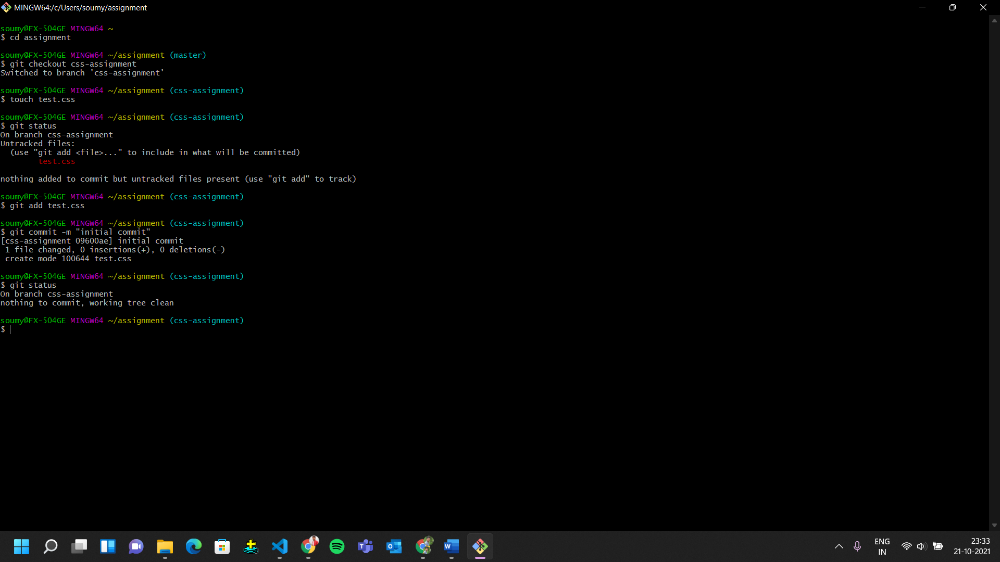 MINGW64:/c/Users/soumy/assignment
soumy@FX-504GE MINGW64 ~
$ cd assignment
soumy@FX-504GE MINGW64 ~/assignment (master)
$ git checkout css-assignment
Switched to branch 'css-assignment'
soumy@FX-504GE MINGW64 ~/assignment (css-assignment)
$ touch test.css
soumy@FX-504GE MINGW64 ~/assignment (css-assignment)
$ git status
On branch css-assignment
Untracked files:
  (use "git add <file>..." to include in what will be committed)
        test.css
nothing added to commit but untracked files present (use "git add" to track)
soumy@FX-504GE MINGW64 ~/assignment (css-assignment)
$ git add test.css
soumy@FX-504GE MINGW64 ~/assignment (css-assignment)
$ git commit -m "initial commit"
[css-assignment 09600ae] initial commit
 1 file changed, 0 insertions(+), 0 deletions(-)
 create mode 100644 test.css
soumy@FX-504GE MINGW64 ~/assignment (css-assignment)
$ git status
On branch css-assignment
nothing to commit, working tree clean
soumy@FX-504GE MINGW64 ~/assignment (css-assignment)
$
ENG
IN
23:33
21-10-2021